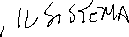 , IL SISTEMA